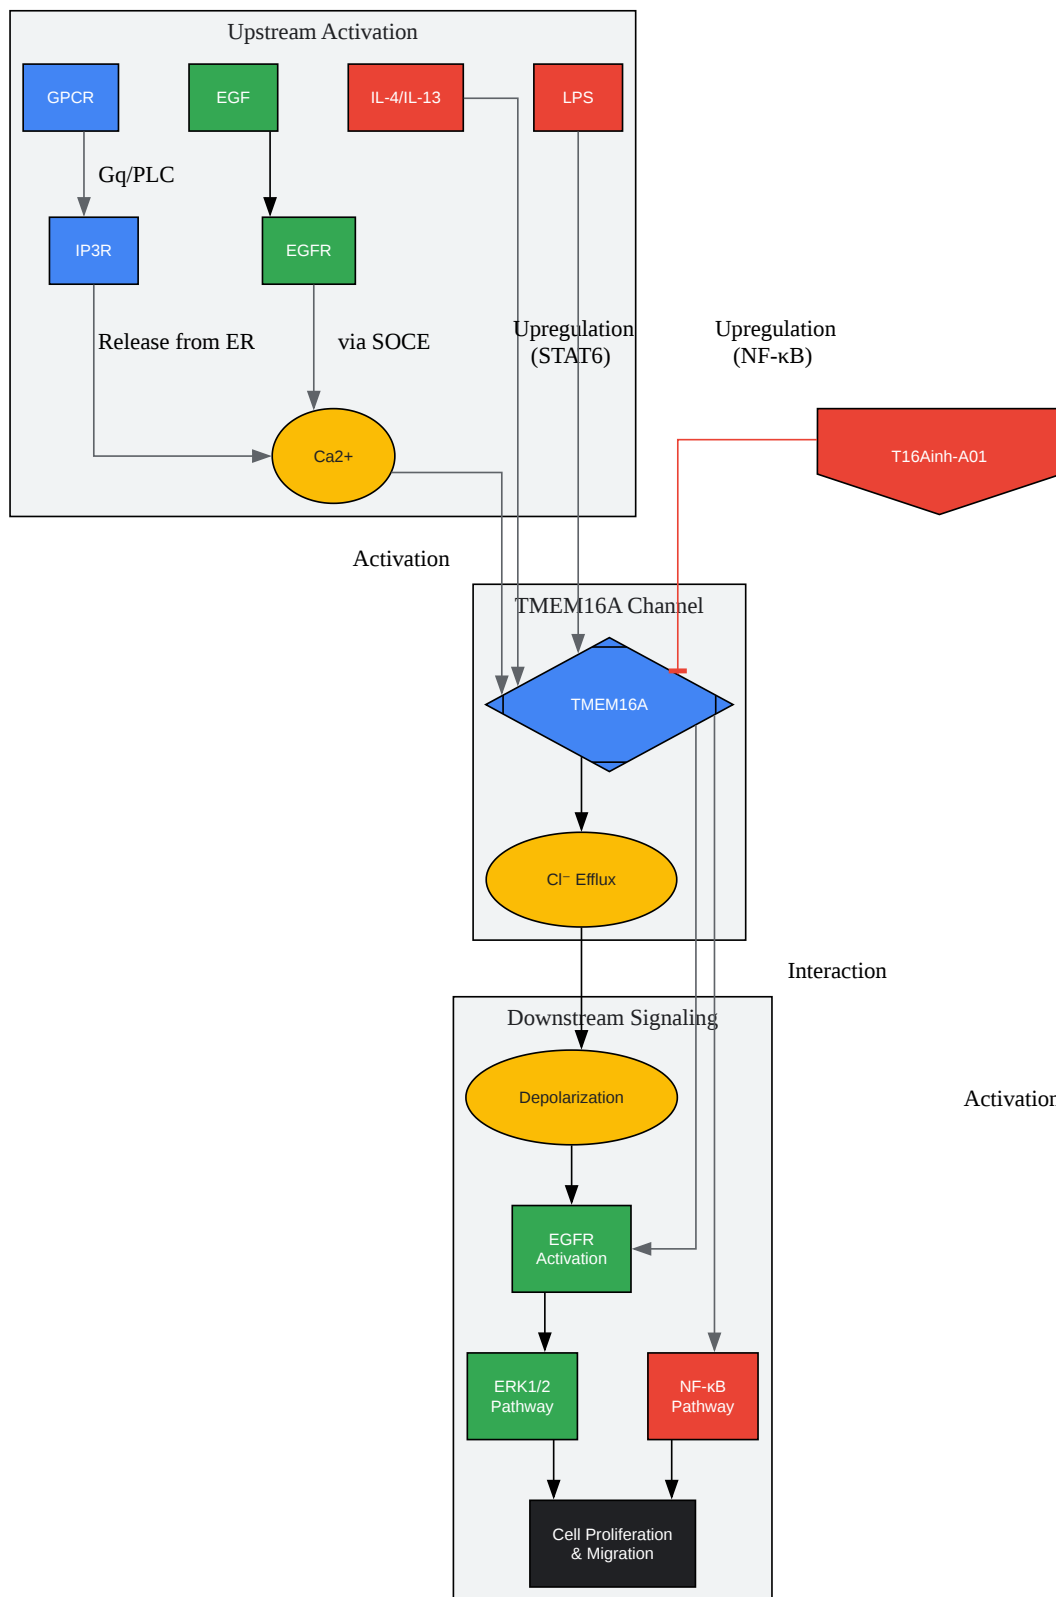 Upstream Activation
GPCR
EGF
IL-4/IL-13
LPS
Gq/PLC
IP3R
EGFR
Release from ER
via SOCE
Upregulation
(STAT6)
Upregulation
(NF-κB)
Ca2+
T16Ainh-A01
Activation
TMEM16A Channel
TMEM16A
Cl⁻ Efflux
Interaction
Downstream Signaling
Depolarization
Activation
EGFR
Activation
ERK1/2
Pathway
NF-κB
Pathway
Cell Proliferation
& Migration